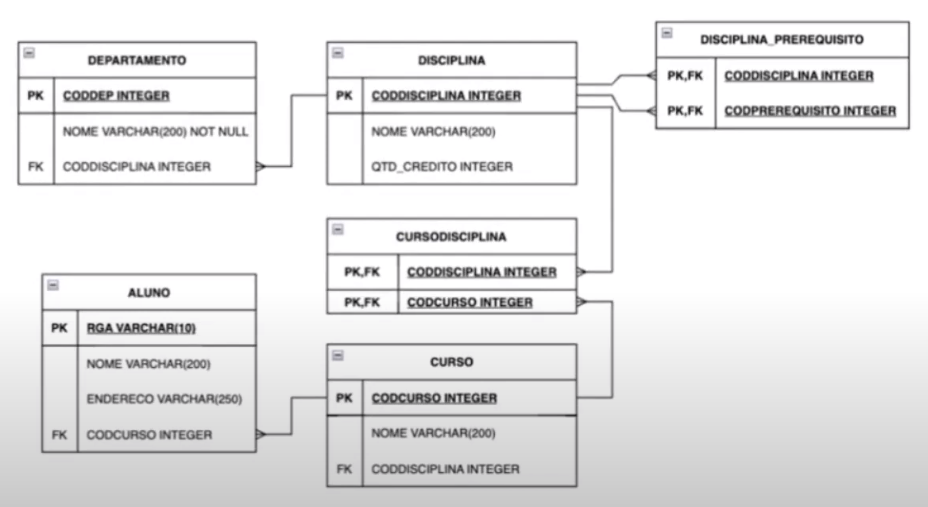 DEPARTAMENTO
PK CODDEP INTEGER
NOME VARCHAR(200) NOT NULL
FK CODDISCIPLINA INTEGER
DISCIPLINA
PK CODDISCIPLINA INTEGER
NOME VARCHAR(200)
QTD_CREDITO INTEGER
DISCIPLINA_PREREQUISITO
PK,FK CODDISCIPLINA INTEGER
PK,FK CODPREREQUISITO INTEGER
CURSODISCIPLINA
PK,FK CODDISCIPLINA INTEGER
PK,FK CODCURSO INTEGER
ALUNO
PK RGA VARCHAR(10)
NOME VARCHAR(200)
ENDERECO VARCHAR(250)
FK CODCURSO INTEGER
CURSO
PK CODCURSO INTEGER
NOME VARCHAR(200)
FK CODDISCIPLINA INTEGER